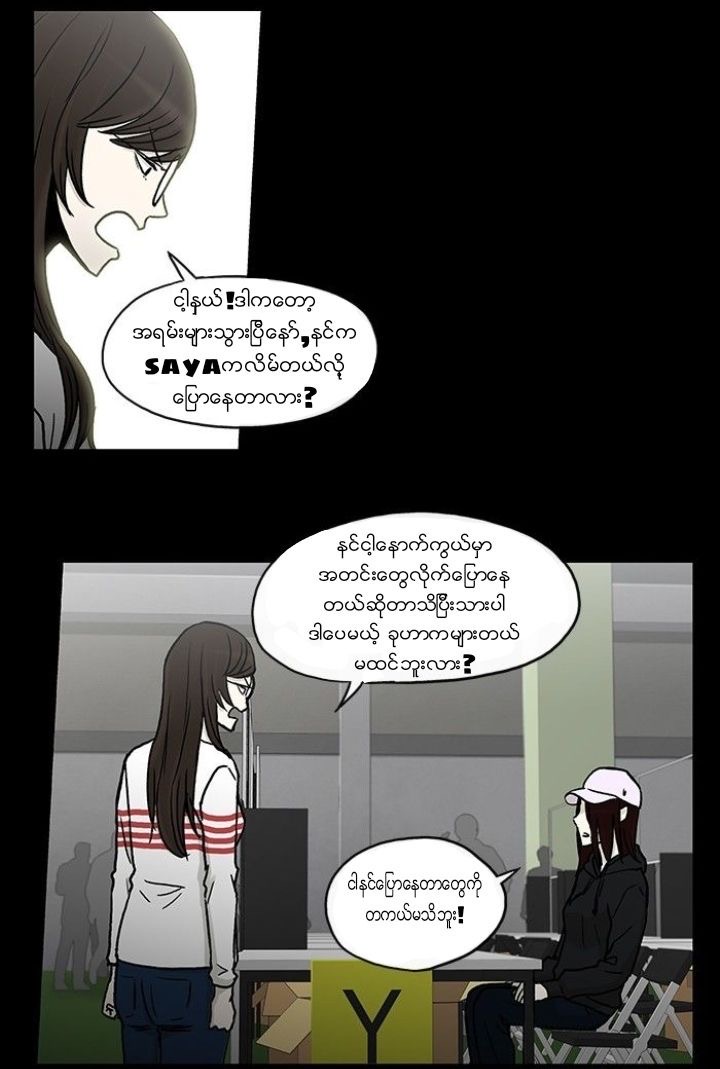 ငါ့နှယ်!ဒါကတော့
အရမ်းများသွားပြီနော်,နင်က
SAYAကလိမ်တယ်လို့
ပြောနေတာလား?
နင်ငါ့နောက်ကွယ်မှာ
အတင်းတွေလိုက်ပြောနေ
တယ်ဆိုတာသိပြီးသားပါ
ဒါပေမယ့် ခုဟာကများတယ်
မထင်ဘူးလား?
ငါနင်ပြောနေတာတွေကို
တကယ်မသိဘူး!
Y